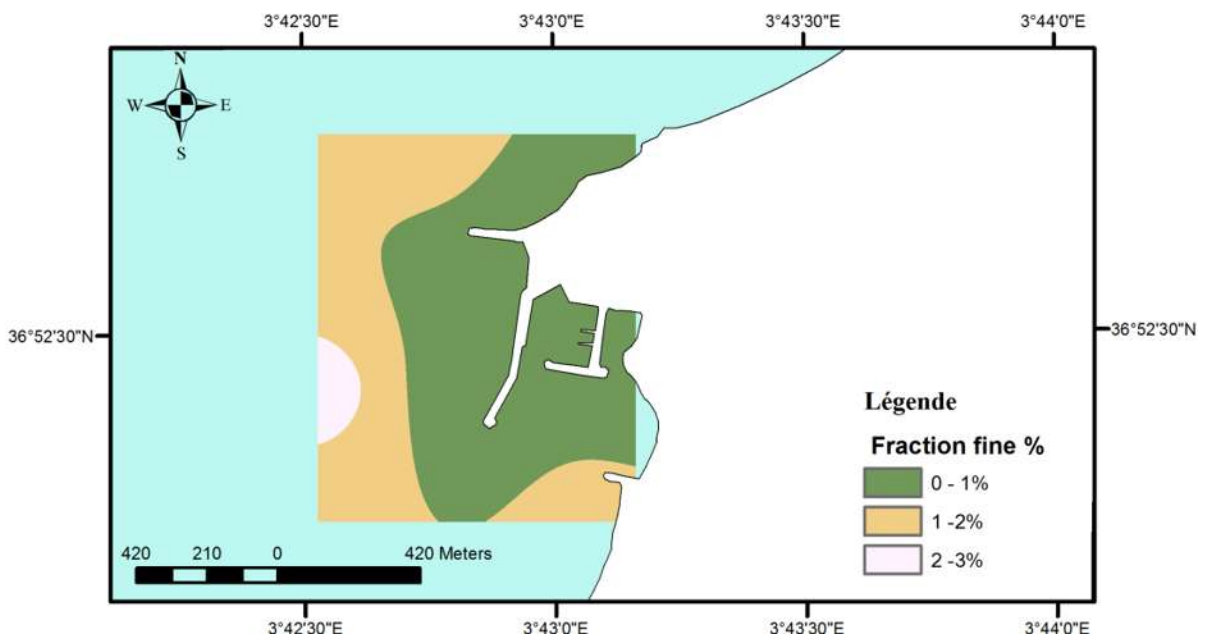 3°42'30"E 3°43'0"E 3°43'30"E 3°44'0"E
N
W E
S
36°52'30"N 36°52'30"N
Légende
Fraction fine %
0 - 1%
1 -2%
2 -3%
420 210 0 420 Meters
3°42'30"E 3°43'0"E 3°43'30"E 3°44'0"E